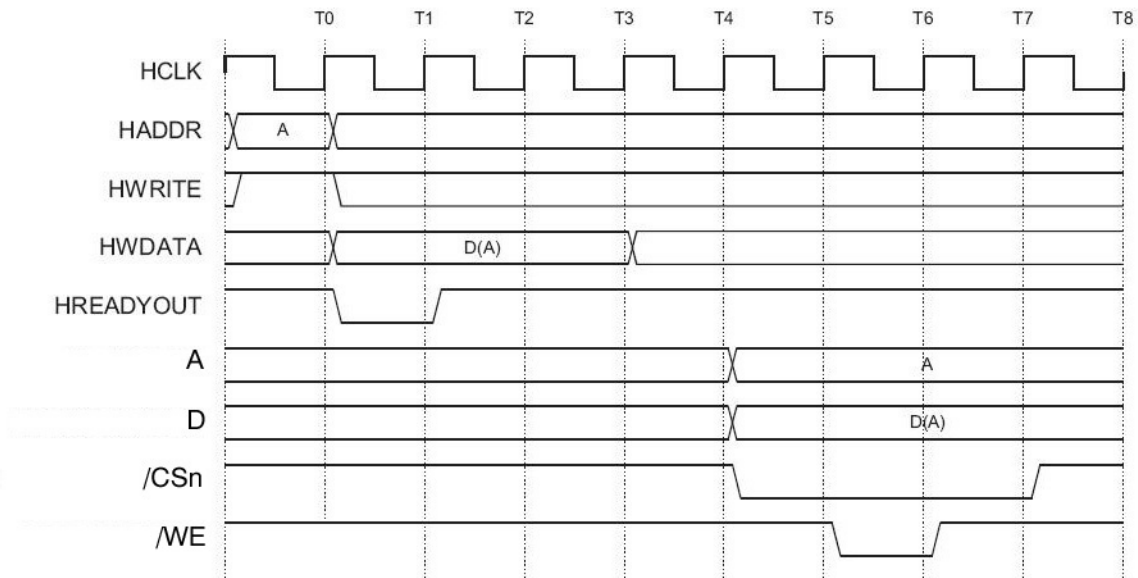 T0 T1 T2 T3 T4 T5 T6 T7 T8
HCLK
HADDR A
HWRITE
HWDATA D(A)
HREADYOUT
A A
D D(A)
/CSn
/WE